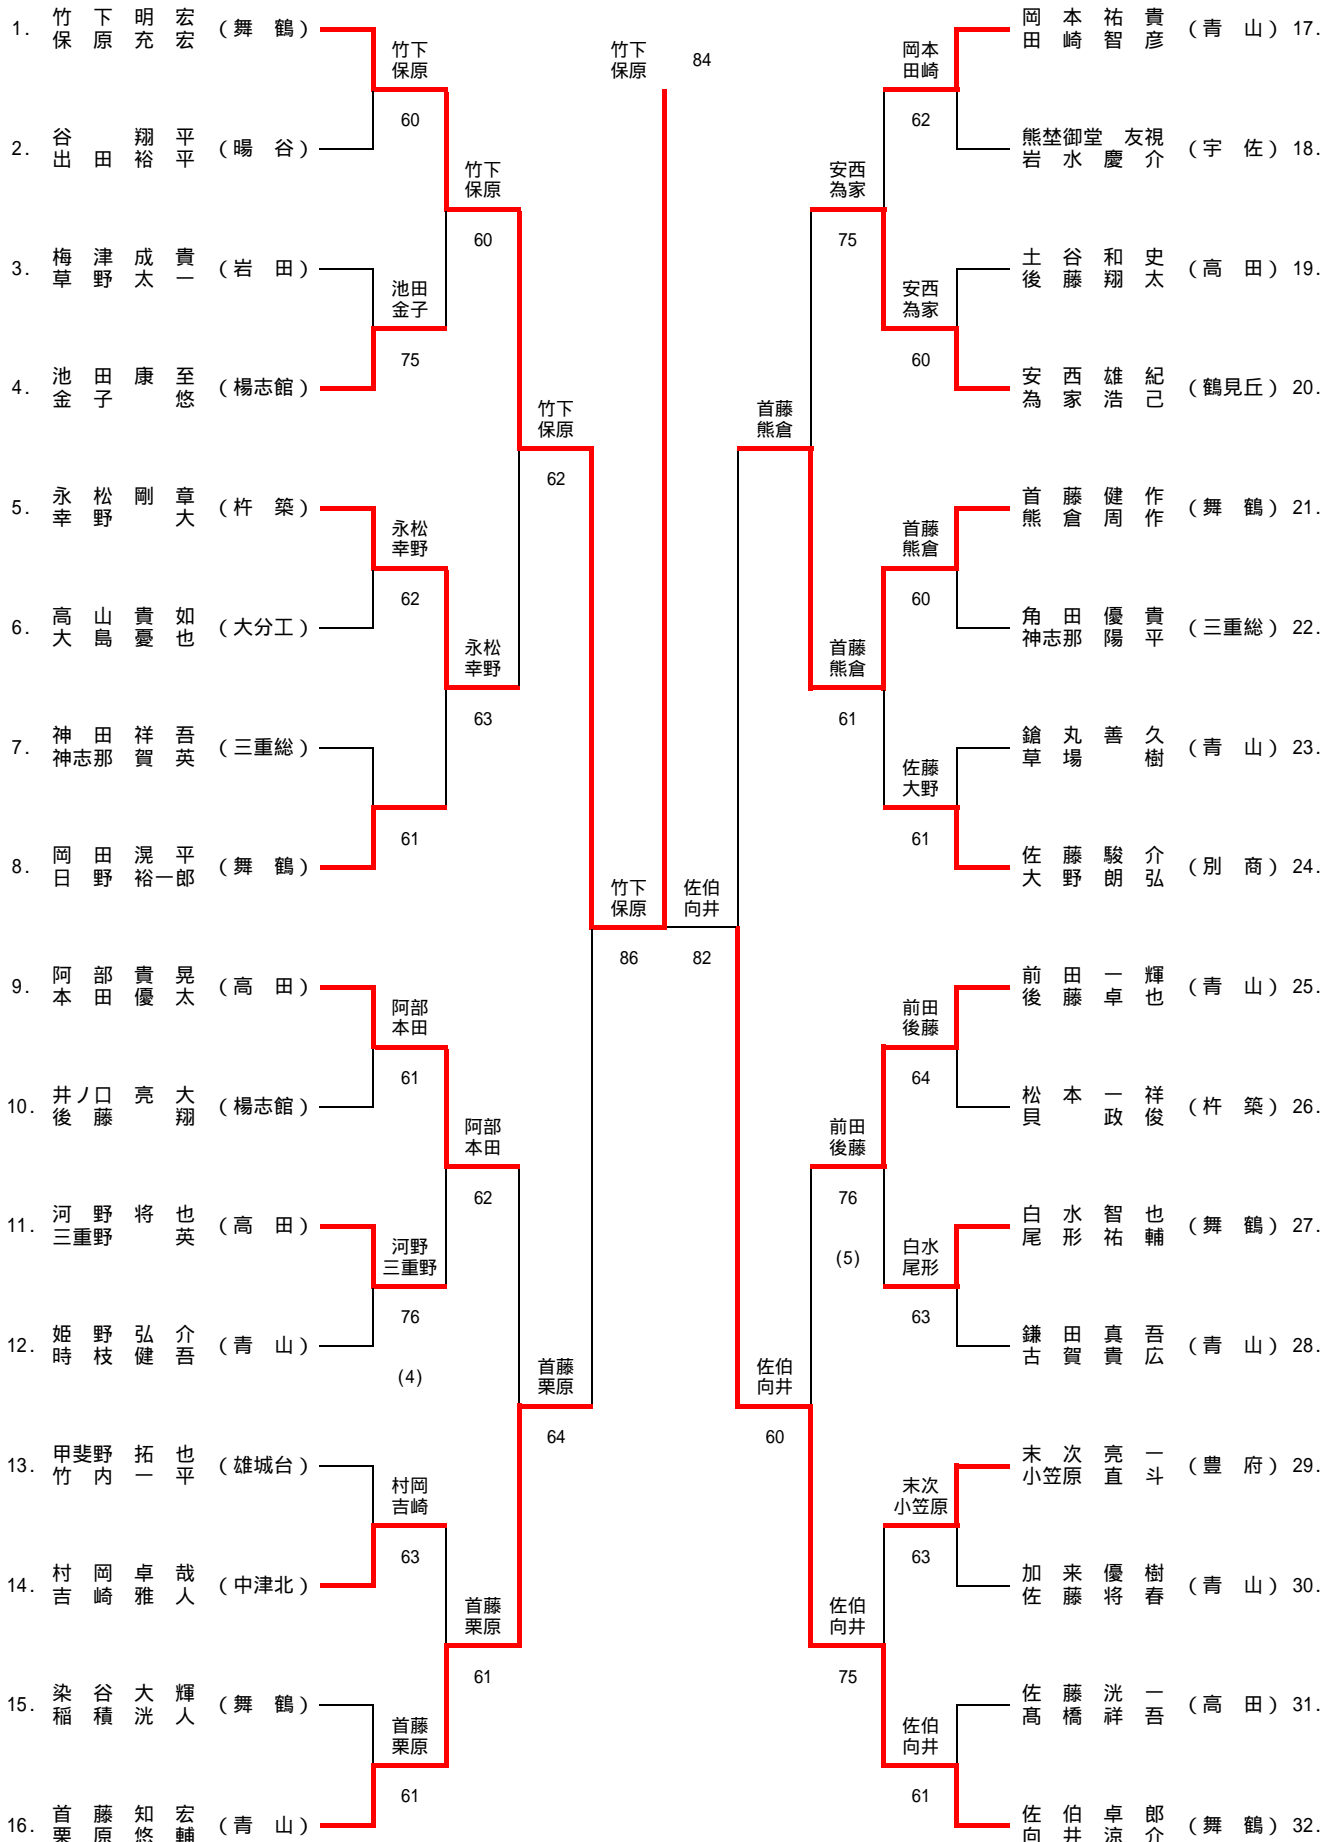 1. 竹下明宏 (舞鶴)
保原充宏
2. 谷翔平 (暘谷)
出田裕平
3. 梅津成貴 (岩田)
草野太一
4. 池田康至 (楊志館)
金子悠
5. 永松剛章 (杵築)
幸野大
6. 高山貴如 (大分工)
大島憂也
7. 神田祥吾 (三重総)
神志那賀英
8. 岡田滉平 (舞鶴)
日野裕一郎
9. 阿部貴晃 (高田)
本田優太
10. 井ノ口亮大 (楊志館)
後藤翔
11. 河野将也 (高田)
三重野英
12. 姫野弘介 (青山)
時枝健吾
13. 甲斐野拓也 (雄城台)
竹内一平
14. 村岡卓哉 (中津北)
吉崎雅人
15. 染谷大輝 (舞鶴)
稲積洸人
16. 首藤知宏 (青山)
栗原悠輔
竹下
保原
60
池田
金子
75
永松
幸野
62
61
阿部
本田
61
河野
三重野
76
(4)
村岡
吉崎
63
首藤
栗原
61
竹下
保原
60
永松
幸野
63
阿部
本田
62
首藤
栗原
61
竹下
保原
62
首藤
栗原
64
竹下
保原
86
竹下
保原
84
佐伯
向井
82
首藤
熊倉
佐伯
向井
60
安西
為家
75
首藤
熊倉
61
前田
後藤
76
(5)
佐伯
向井
75
岡本
田崎
62
安西
為家
60
首藤
熊倉
60
佐藤
大野
61
前田
後藤
64
白水
尾形
63
末次
小笠原
63
佐伯
向井
61
岡本祐貴 (青山) 17.
田崎智彦
熊埜御堂 友視 (宇佐) 18.
岩水慶介
土谷和史 (高田) 19.
後藤翔太
安西雄紀 (鶴見丘) 20.
為家浩己
首藤健作 (舞鶴) 21.
熊倉周作
角田優貴 (三重総) 22.
神志那陽平
鎗丸善久 (青山) 23.
草場樹
佐藤駿介 (別商) 24.
大野朗弘
前田一輝 (青山) 25.
後藤卓也
松本一祥 (杵築) 26.
貝政俊
白水智也 (舞鶴) 27.
尾形祐輔
鎌田真吾 (青山) 28.
古賀貴広
末次亮一 (豊府) 29.
小笠原直斗
加来優樹 (青山) 30.
佐藤将春
佐藤洸一 (高田) 31.
髙橋祥吾
佐伯卓郎 (舞鶴) 32.
向井涼介